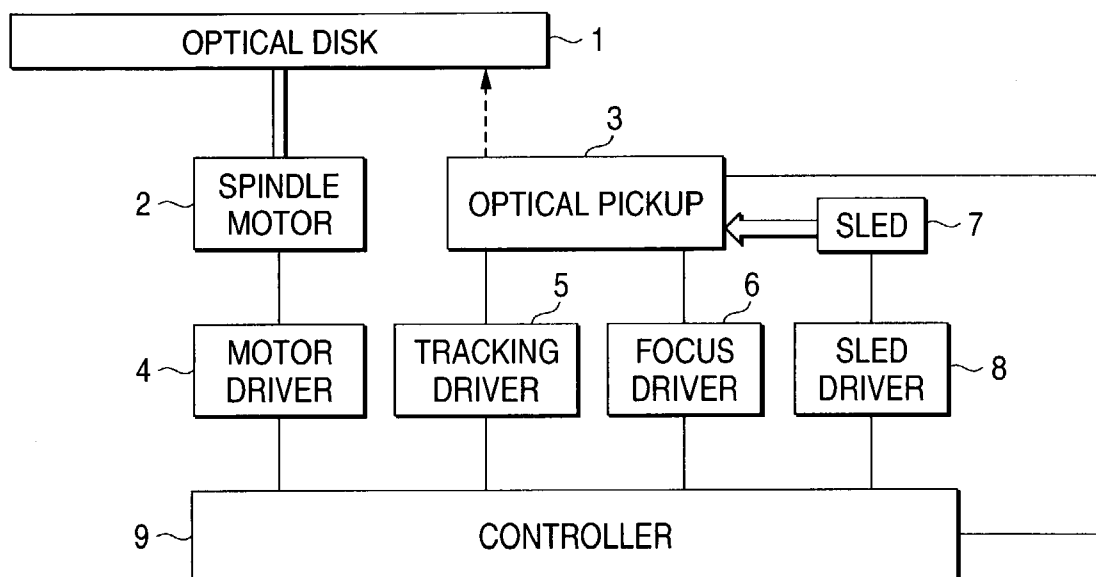 OPTICAL DISK
1
3
2
SPINDLE
MOTOR
OPTICAL PICKUP
SLED
7
5
6
4
MOTOR
DRIVER
TRACKING
DRIVER
FOCUS
DRIVER
SLED
DRIVER
8
9
CONTROLLER